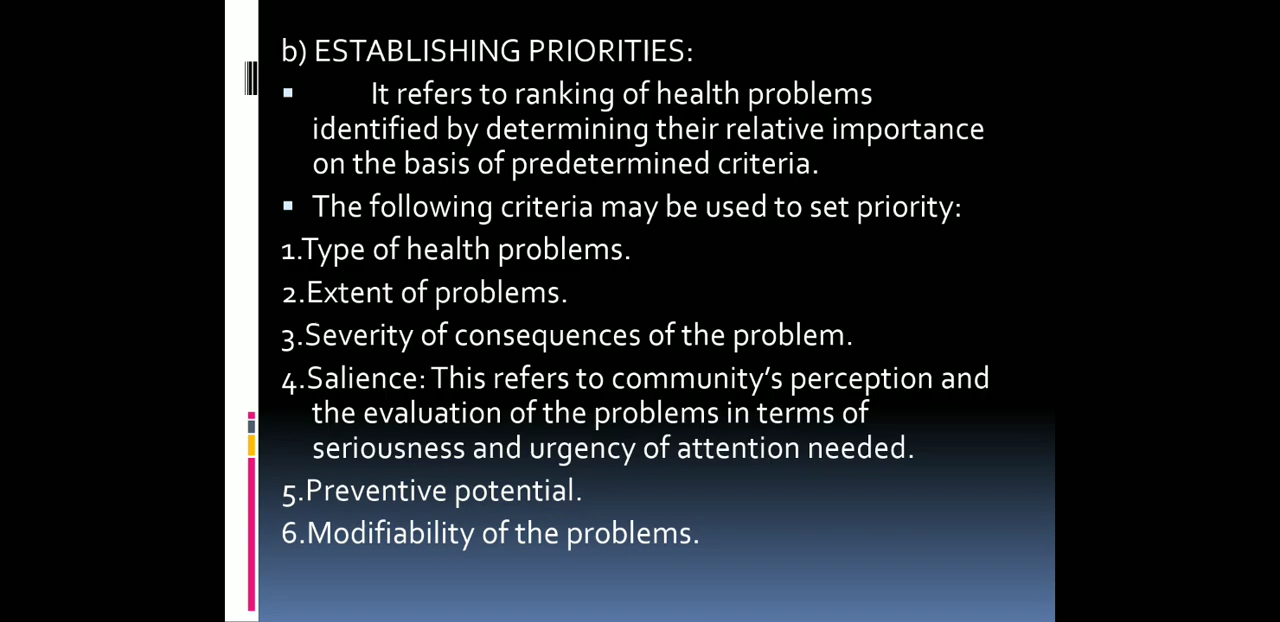 b) ESTABLISHING PRIORITIES:
▪ It refers to ranking of health problems
identified by determining their relative importance
on the basis of predetermined criteria.
▪ The following criteria may be used to set priority:
1.Type of health problems.
2.Extent of problems.
3.Severity of consequences of the problem.
4.Salience: This refers to community’s perception and
the evaluation of the problems in terms of
seriousness and urgency of attention needed.
5.Preventive potential.
6.Modifiability of the problems.